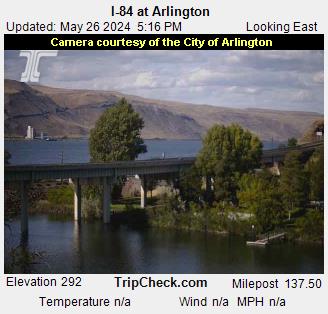 I-84 at Arlington
Updated: May 26 2024 5:16 PM Looking East
Camera courtesy of the City of Arlington
Elevation 292 TripCheck.com Milepost 137.50
Temperature n/a Wind n/a MPH n/a